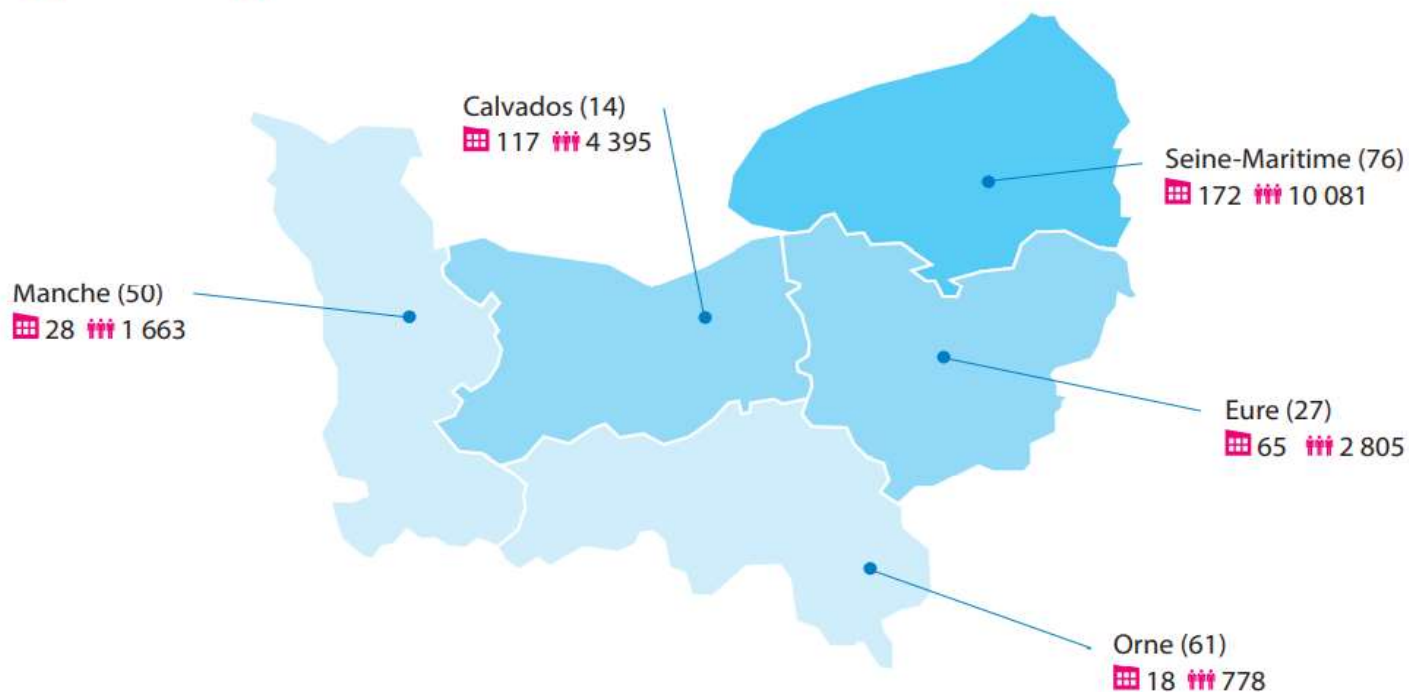 Calvados (14)
117 4 395
Seine-Maritime (76)
172 10 081
Manche (50)
28 1 663
Eure (27)
65 2 805
Orne (61)
18 778